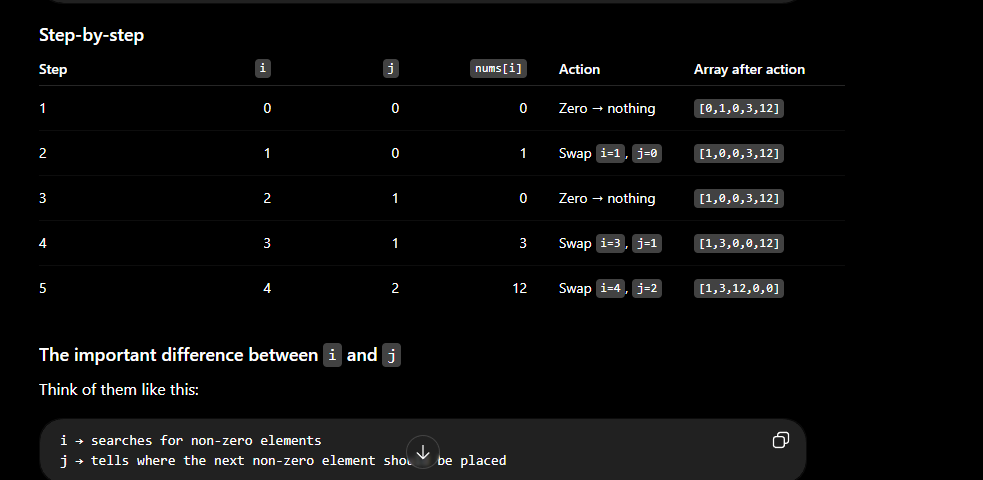 Step-by-step
Step i j nums[i] Action Array after action
1 0 0 0 Zero → nothing [0,1,0,3,12]
2 1 0 1 Swap i=1, j=0 [1,0,0,3,12]
3 2 1 0 Zero → nothing [1,0,0,3,12]
4 3 1 3 Swap i=3, j=1 [1,3,0,0,12]
5 4 2 12 Swap i=4, j=2 [1,3,12,0,0]
The important difference between i and j
Think of them like this:
i → searches for non-zero elements
j → tells where the next non-zero element be placed